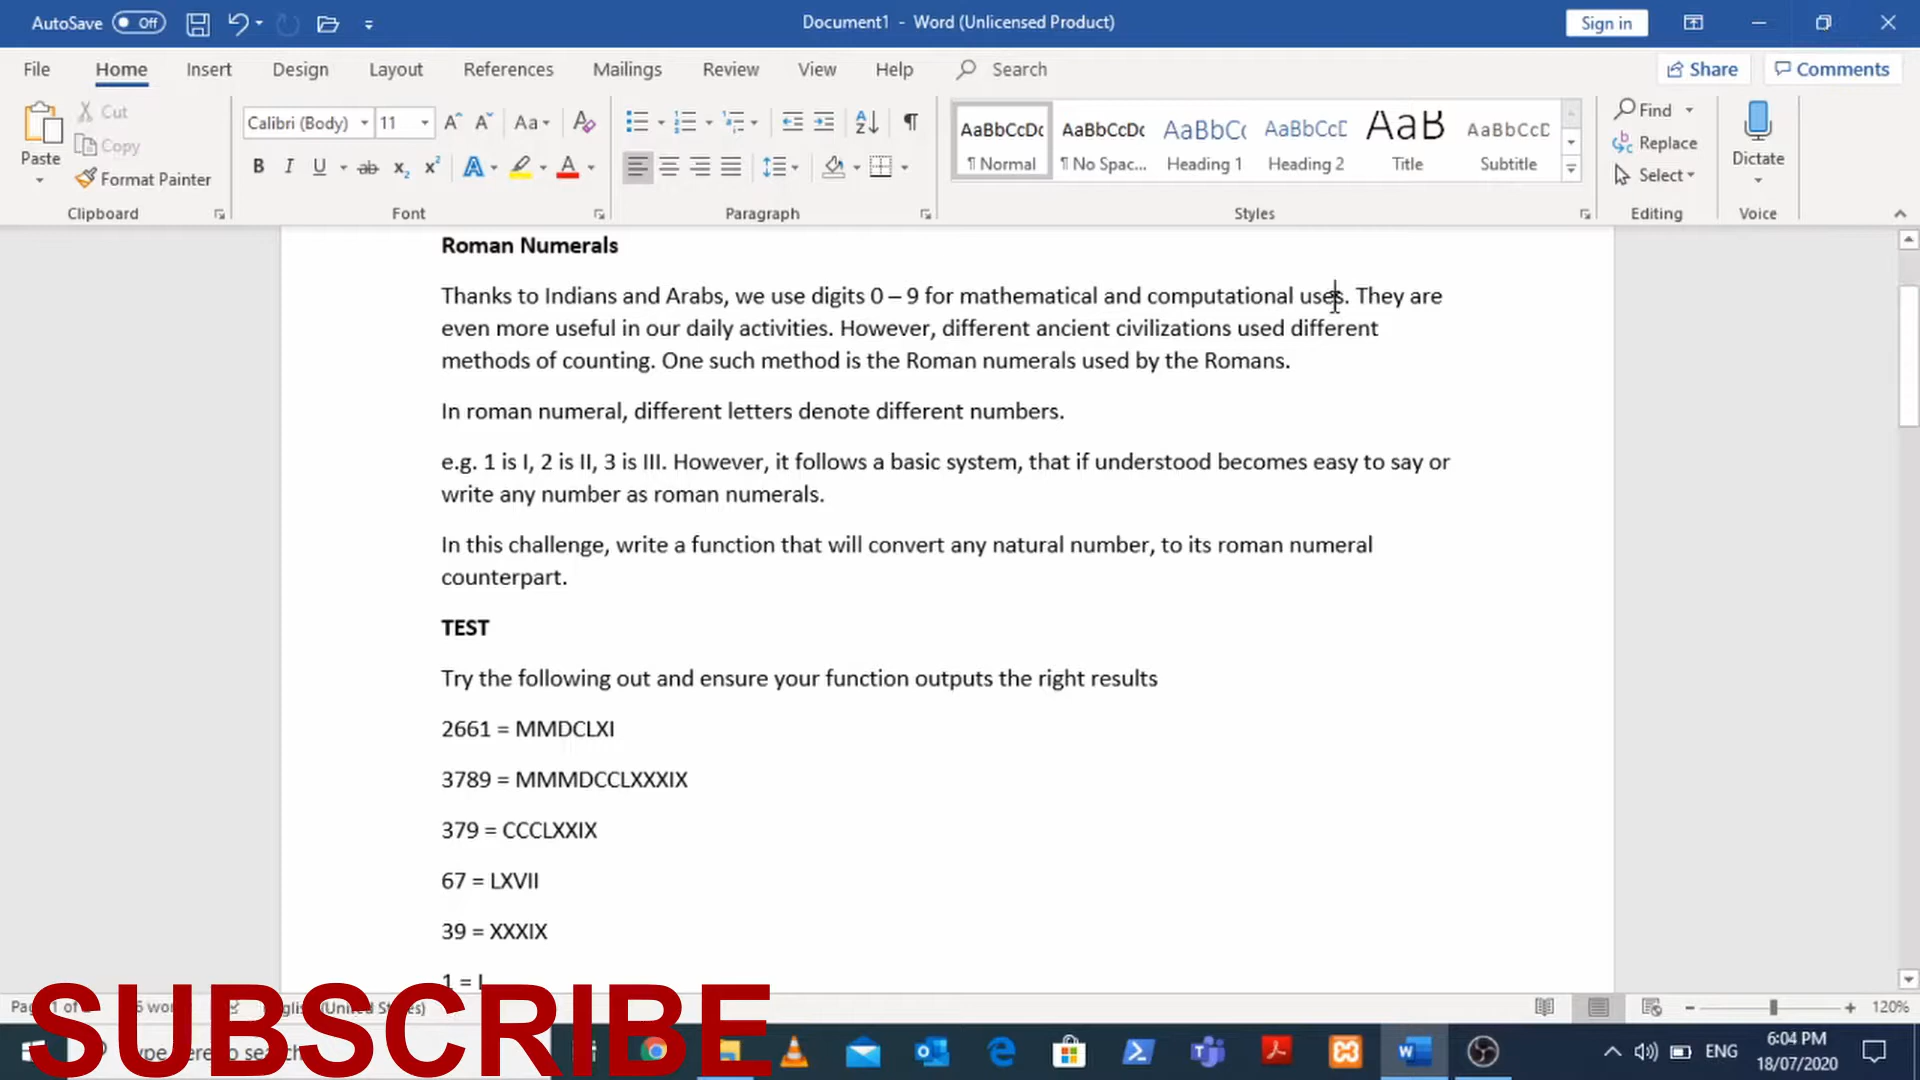 AutoSave Off Document1 - Word (Unlicensed Product) Sign in
File Home Insert Design Layout References Mailings Review View Help Search Share Comments
Paste Cut Copy Format Painter
Calibri (Body) 11 Aa
B I U ab x₂ x² A A
AaBbCcDc AaBbCcDc AaBbCc AaBbCcD AaB AaBbCcD
¶ Normal ¶ No Spac... Heading 1 Heading 2 Title Subtitle
Find Replace Select Dictate
Clipboard Font Paragraph Styles Editing Voice
Roman Numerals
Thanks to Indians and Arabs, we use digits 0 – 9 for mathematical and computational uses. They are
even more useful in our daily activities. However, different ancient civilizations used different
methods of counting. One such method is the Roman numerals used by the Romans.
In roman numeral, different letters denote different numbers.
e.g. 1 is I, 2 is II, 3 is III. However, it follows a basic system, that if understood becomes easy to say or
write any number as roman numerals.
In this challenge, write a function that will convert any natural number, to its roman numeral
counterpart.
TEST
Try the following out and ensure your function outputs the right results
2661 = MMDCLXI
3789 = MMMDCCLXXXIX
379 = CCCLXXIX
67 = LXVII
39 = XXXIX
1 = I
(United States) 120%
SUBSCRIBE
ENG 6:04 PM
18/07/2020